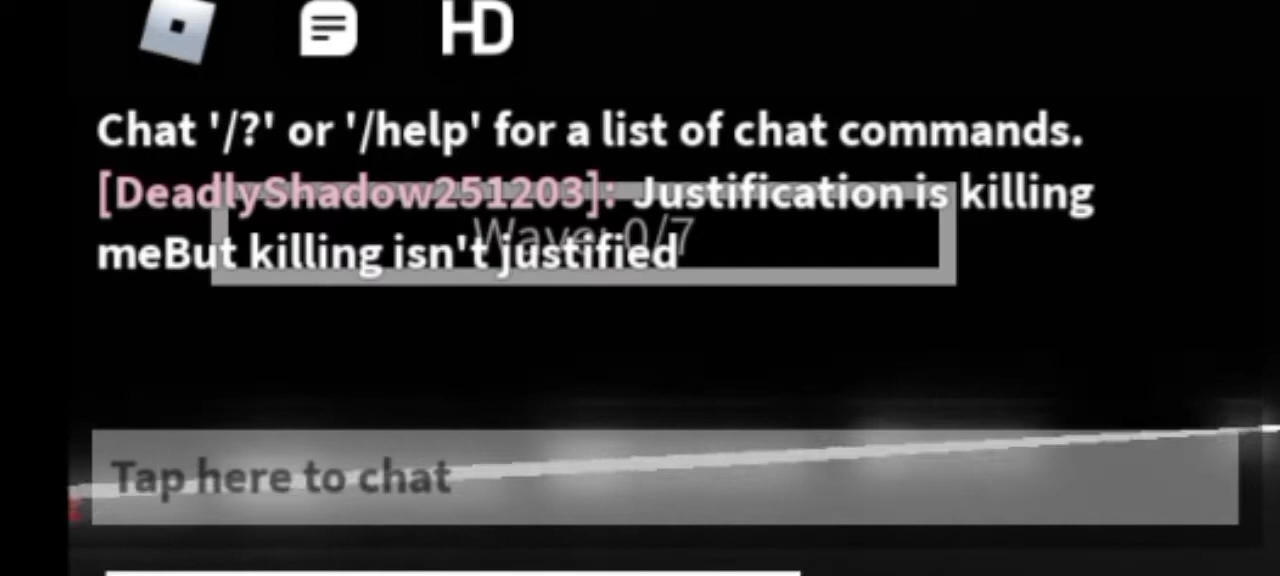 HD
Chat '/?' or '/help' for a list of chat commands.
[DeadlyShadow251203]: Justification is killing
meBut killing isn't justified
Wave: 0/7
Tap here to chat